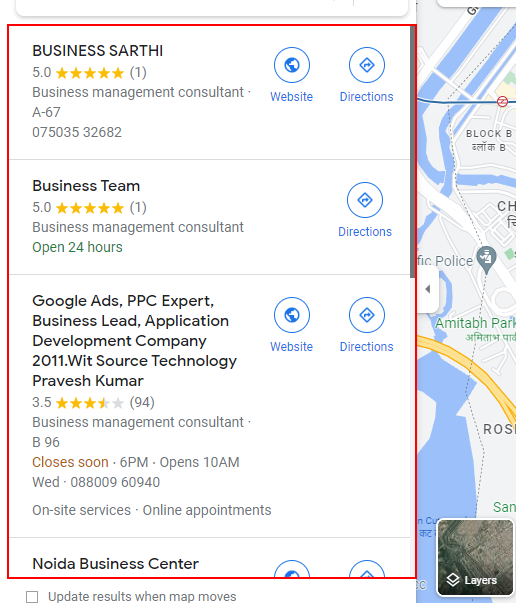 BUSINESS SARTHI
5.0 (1)
Business management consultant ·
A-67
075035 32682
Website
Directions
Business Team
5.0 (1)
Business management consultant
Open 24 hours
Directions
Google Ads, PPC Expert,
Business Lead, Application
Development Company
2011.Wit Source Technology
Pravesh Kumar
3.5 (94)
Business management consultant ·
B 96
Closes soon · 6PM · Opens 10AM
Wed · 088009 60940
On-site services · Online appointments
Website
Directions
Noida Business Center
Update results when map moves
BLOCK B
ब्लॉक B
CH
fic Police
Amitabh Park
अमिताभ पार्क
ROS
San
Layers